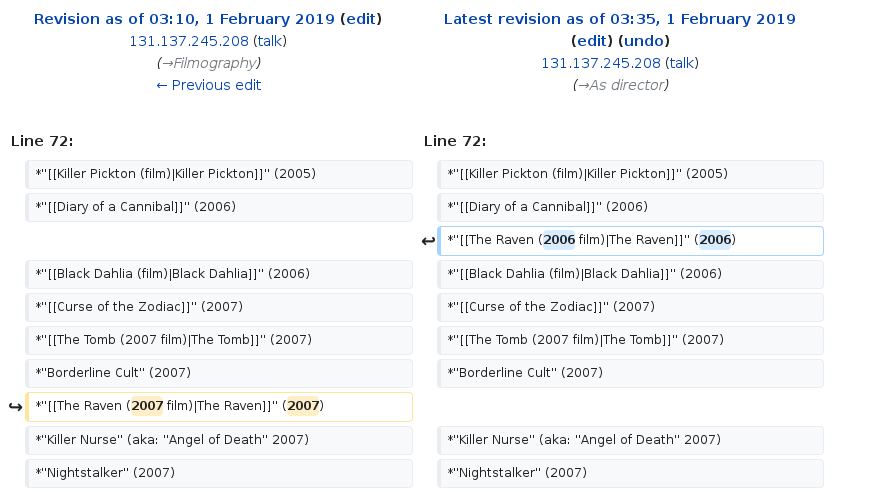 Revision as of 03:10, 1 February 2019 (edit)
131.137.245.208 (talk)
(→Filmography)
← Previous edit
Latest revision as of 03:35, 1 February 2019
(edit) (undo)
131.137.245.208 (talk)
(→As director)
Line 72:
Line 72:
*''[[Killer Pickton (film)|Killer Pickton]]'' (2005)
*''[[Killer Pickton (film)|Killer Pickton]]'' (2005)
*''[[Diary of a Cannibal]]'' (2006)
*''[[Diary of a Cannibal]]'' (2006)
*''[[The Raven (2006 film)|The Raven]]'' (2006)
*''[[Black Dahlia (film)|Black Dahlia]]'' (2006)
*''[[Black Dahlia (film)|Black Dahlia]]'' (2006)
*''[[Curse of the Zodiac]]'' (2007)
*''[[Curse of the Zodiac]]'' (2007)
*''[[The Tomb (2007 film)|The Tomb]]'' (2007)
*''[[The Tomb (2007 film)|The Tomb]]'' (2007)
*''Borderline Cult'' (2007)
*''Borderline Cult'' (2007)
*''[[The Raven (2007 film)|The Raven]]'' (2007)
*''Killer Nurse'' (aka: ''Angel of Death'' 2007)
*''Killer Nurse'' (aka: ''Angel of Death'' 2007)
*''Nightstalker'' (2007)
*''Nightstalker'' (2007)